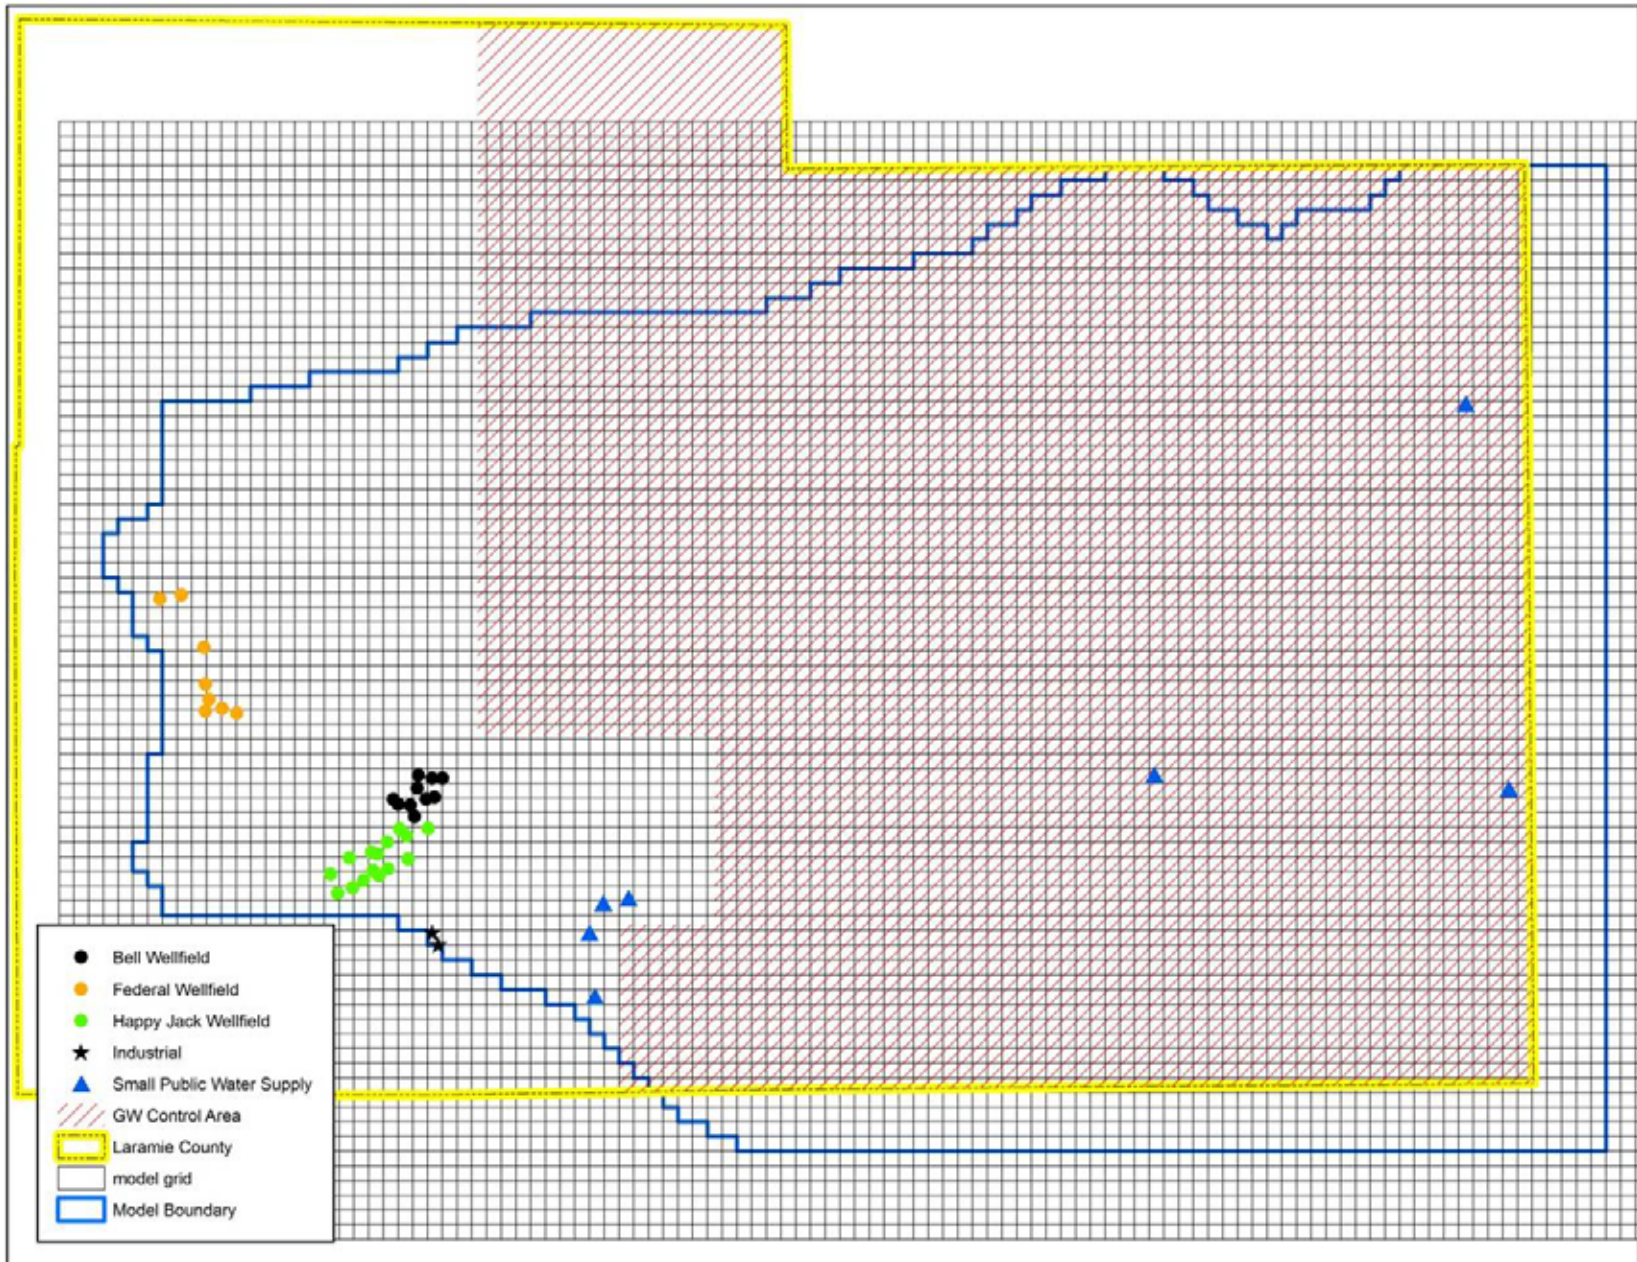 Bell Wellfield
Federal Wellfield
Happy Jack Wellfield
Industrial
Small Public Water Supply
GW Control Area
Laramie County
model grid
Model Boundary